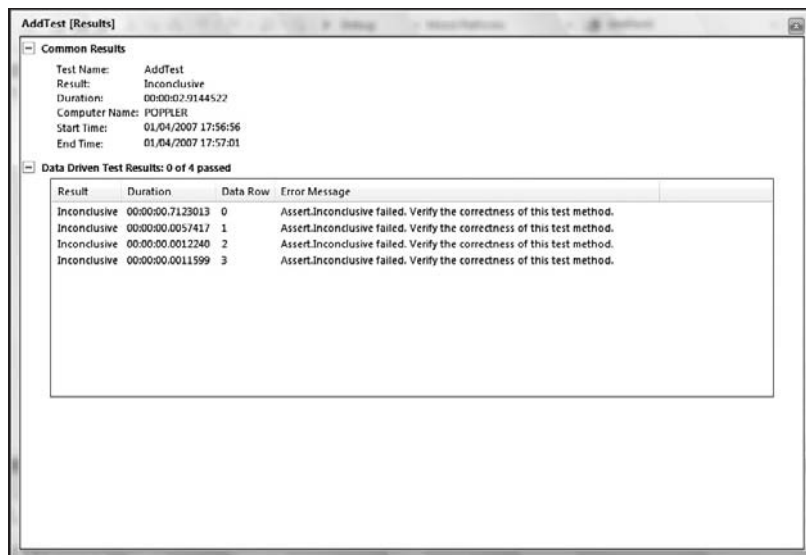 AddTest [Results]
Common Results
Test Name: AddTest
Result: Inconclusive
Duration: 00:00:02.9144522
Computer Name: POPPLER
Start Time: 01/04/2007 17:56:56
End Time: 01/04/2007 17:57:01
Data Driven Test Results: 0 of 4 passed
Result Duration Data Row Error Message
Inconclusive 00:00:00.7123013 0 Assert.Inconclusive failed. Verify the correctness of this test method.
Inconclusive 00:00:00.0057417 1 Assert.Inconclusive failed. Verify the correctness of this test method.
Inconclusive 00:00:00.0012240 2 Assert.Inconclusive failed. Verify the correctness of this test method.
Inconclusive 00:00:00.0011599 3 Assert.Inconclusive failed. Verify the correctness of this test method.